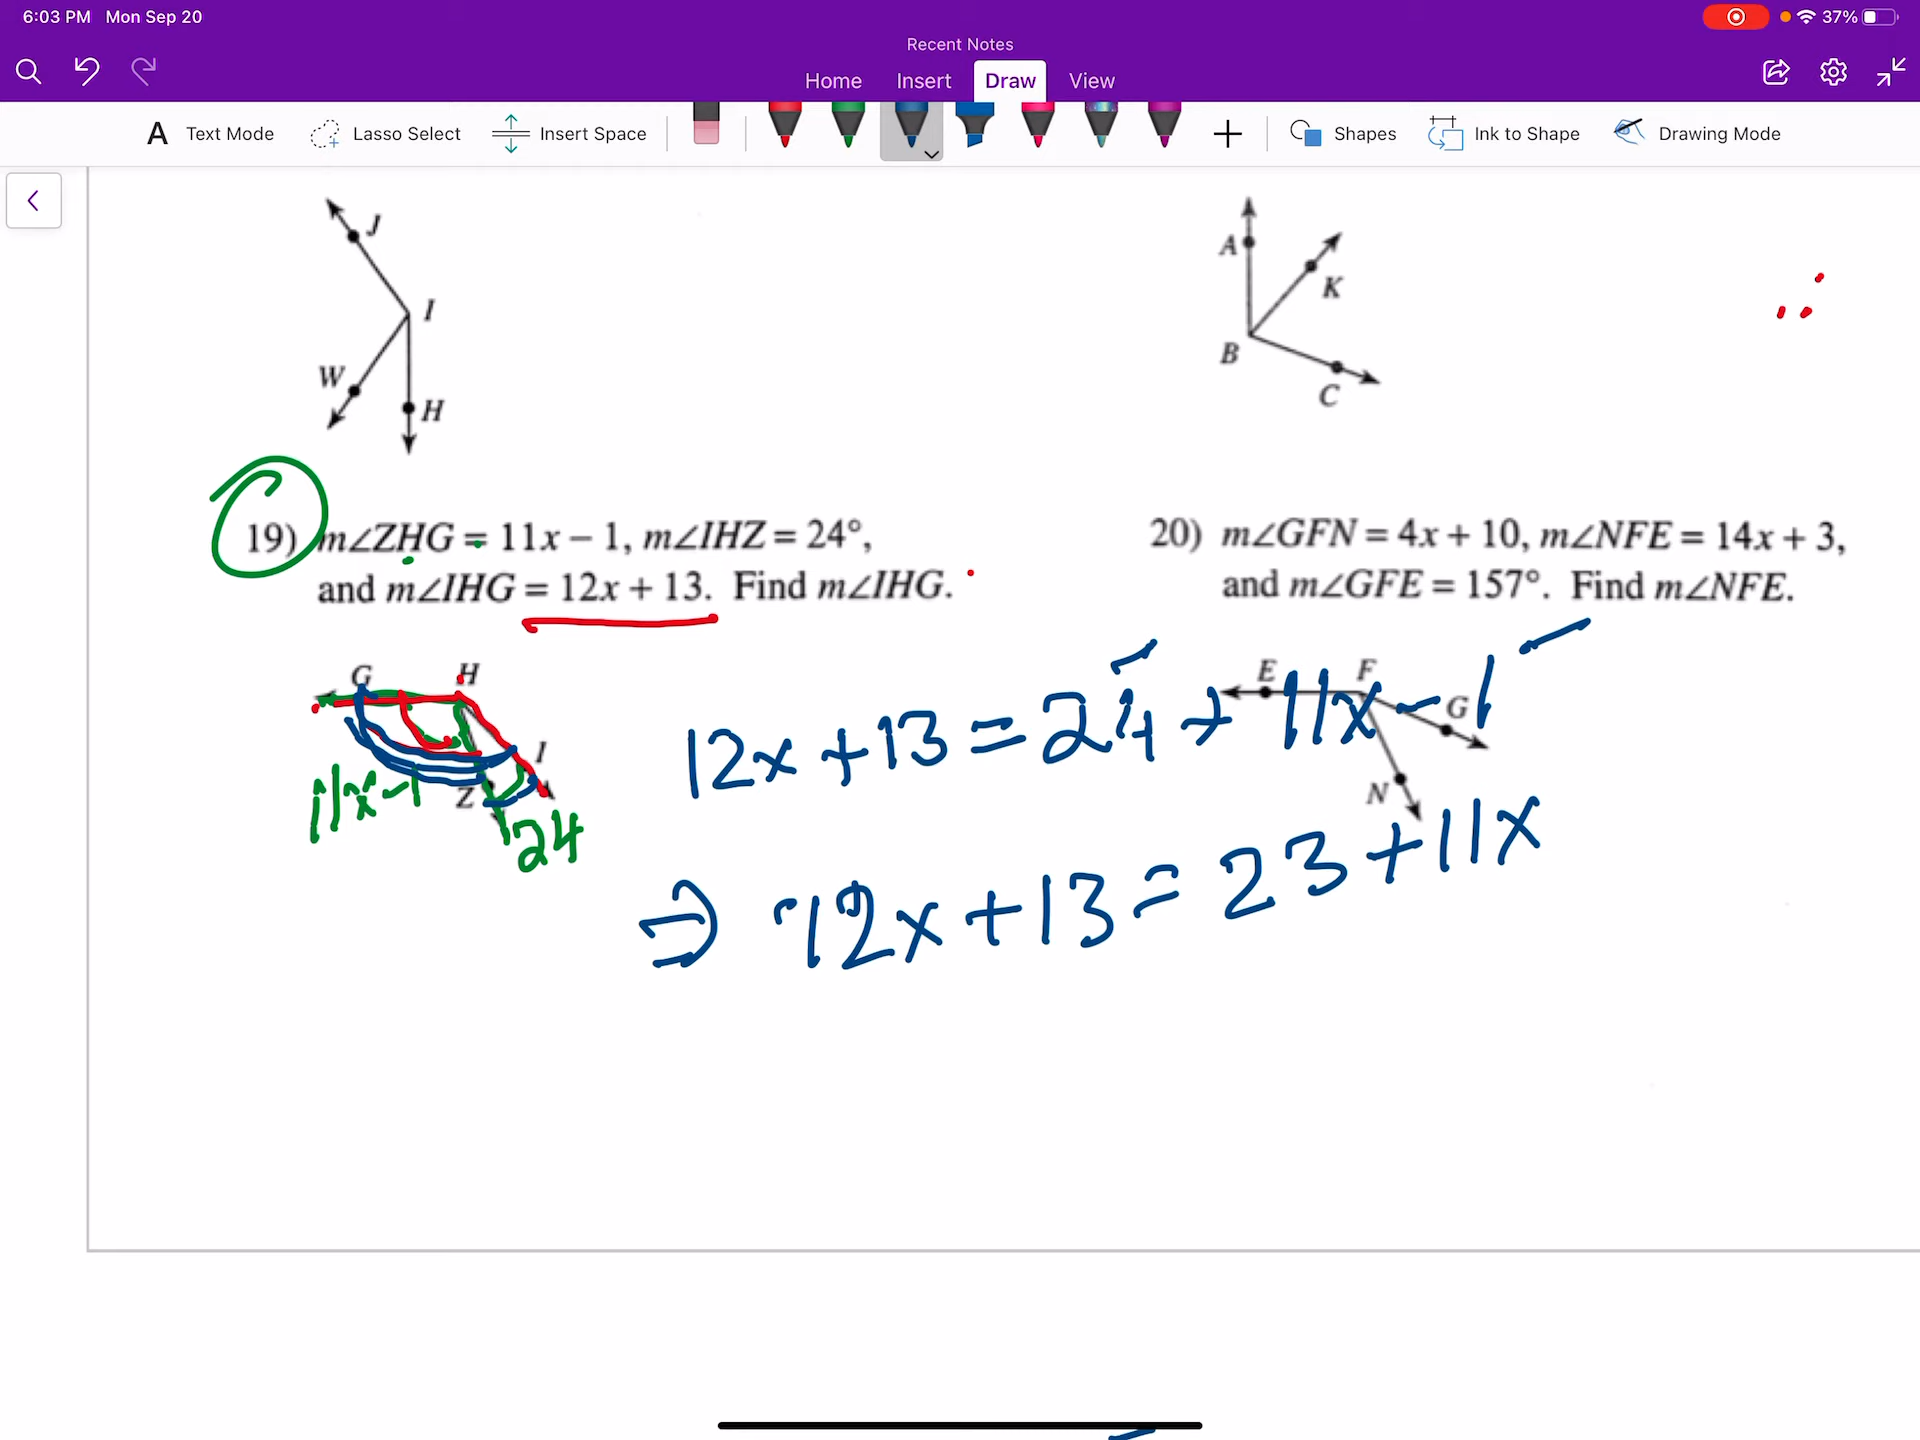 6:03 PM Mon Sep 20
37%
Recent Notes
Home Insert Draw View
A Text Mode Lasso Select Insert Space Shapes Ink to Shape Drawing Mode
J
I
W
H
A
K
B
C
19) m∠ZHG = 11x − 1, m∠IHZ = 24°,
and m∠IHG = 12x + 13. Find m∠IHG.
20) m∠GFN = 4x + 10, m∠NFE = 14x + 3,
and m∠GFE = 157°. Find m∠NFE.
G H
I
Z
11x-1
24
E F
G
N
12x+13=24+11x-1
⇒ 12x+13=23+11x